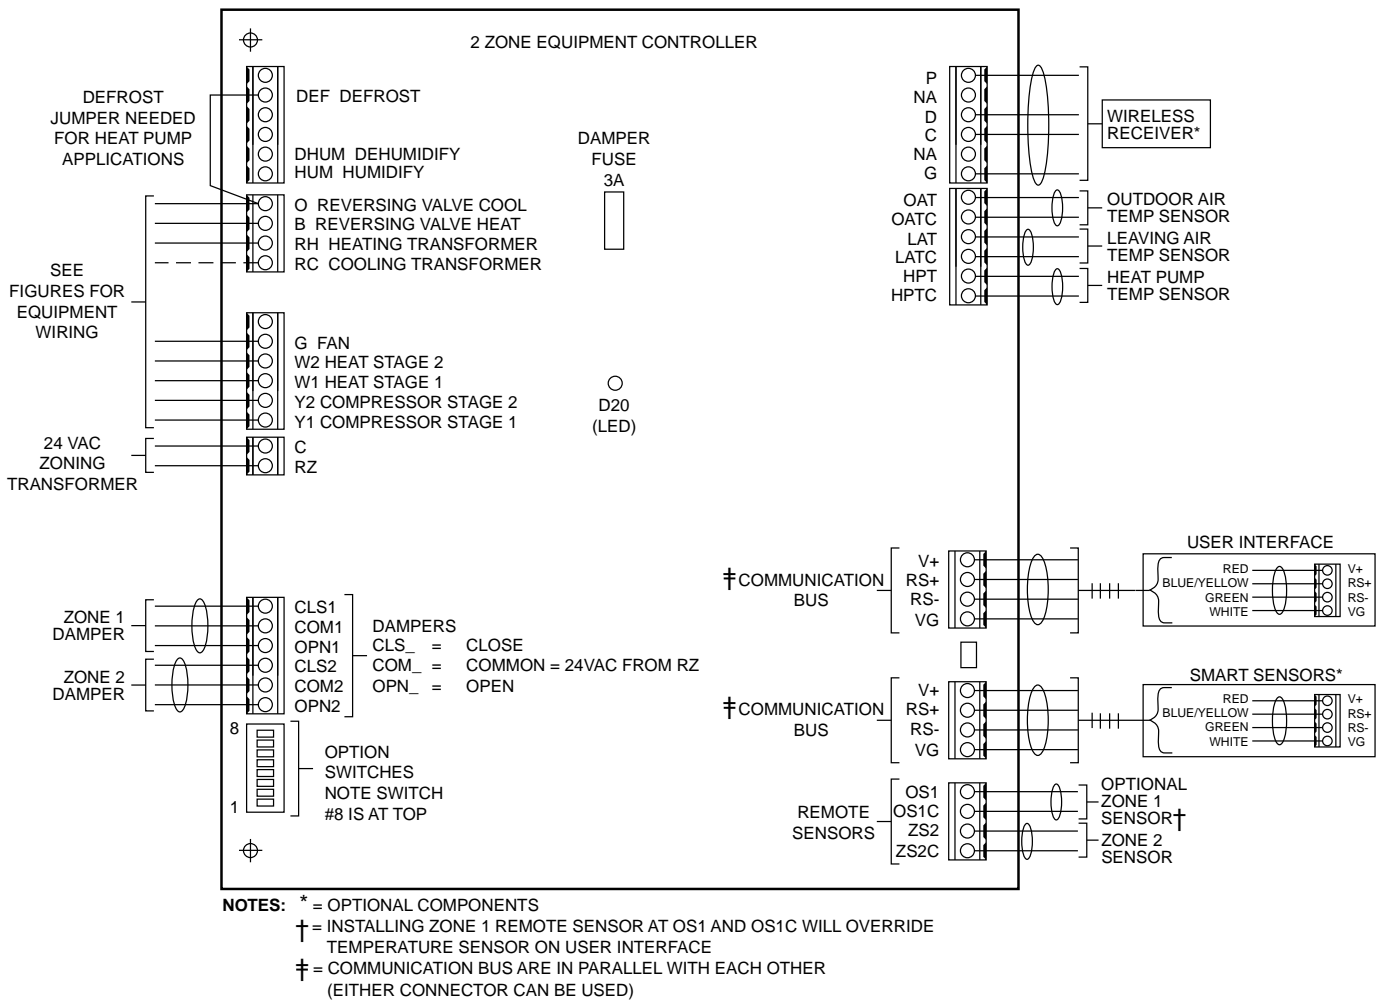 2 ZONE EQUIPMENT CONTROLLER
DEFROST
JUMPER NEEDED
FOR HEAT PUMP
APPLICATIONS
DEF DEFROST
DHUM DEHUMIDIFY
HUM HUMIDIFY
O REVERSING VALVE COOL
B REVERSING VALVE HEAT
RH HEATING TRANSFORMER
RC COOLING TRANSFORMER
SEE
FIGURES FOR
EQUIPMENT
WIRING
G FAN
W2 HEAT STAGE 2
W1 HEAT STAGE 1
Y2 COMPRESSOR STAGE 2
Y1 COMPRESSOR STAGE 1
24 VAC
ZONING
TRANSFORMER
C
RZ
DAMPER
FUSE
3A
D20
(LED)
P
NA
D
C
NA
G
WIRELESS
RECEIVER*
OAT
OATC
LAT
LATC
HPT
HPTC
OUTDOOR AIR
TEMP SENSOR
LEAVING AIR
TEMP SENSOR
HEAT PUMP
TEMP SENSOR
ZONE 1
DAMPER
ZONE 2
DAMPER
CLS1
COM1
OPN1
CLS2
COM2
OPN2
DAMPERS
CLS_ = CLOSE
COM_ = COMMON = 24VAC FROM RZ
OPN_ = OPEN
8
1
OPTION
SWITCHES
NOTE SWITCH
#8 IS AT TOP
‡COMMUNICATION
BUS
V+
RS+
RS-
VG
USER INTERFACE
RED
BLUE/YELLOW
GREEN
WHITE
V+
RS+
RS-
VG
‡COMMUNICATION
BUS
V+
RS+
RS-
VG
SMART SENSORS*
RED
BLUE/YELLOW
GREEN
WHITE
V+
RS+
RS-
VG
REMOTE
SENSORS
OS1
OS1C
ZS2
ZS2C
OPTIONAL
ZONE 1
SENSOR†
ZONE 2
SENSOR
NOTES: * = OPTIONAL COMPONENTS
† = INSTALLING ZONE 1 REMOTE SENSOR AT OS1 AND OS1C WILL OVERRIDE
TEMPERATURE SENSOR ON USER INTERFACE
‡ = COMMUNICATION BUS ARE IN PARALLEL WITH EACH OTHER
(EITHER CONNECTOR CAN BE USED)